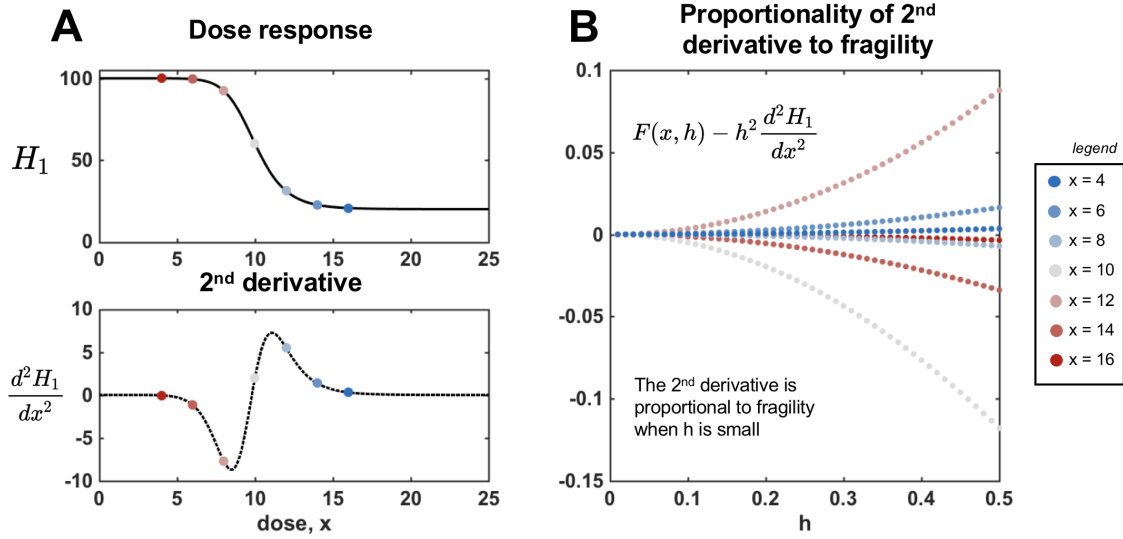 A
Dose response
100
50
0
H₁
0 5 10 15 20 25
2nd derivative
10
5
0
-5
-10
d²H₁
dx²
0 5 10 15 20 25
dose, x
B
Proportionality of 2nd
derivative to fragility
0.1
0.05
0
-0.05
-0.1
-0.15
F(x, h) − h² d²H₁/dx²
The 2nd derivative is
proportional to fragility
when h is small
0 0.1 0.2 0.3 0.4 0.5
h
legend
x = 4
x = 6
x = 8
x = 10
x = 12
x = 14
x = 16